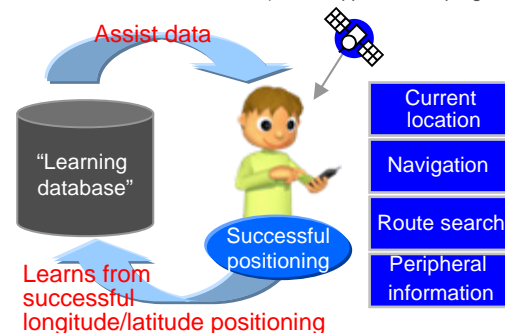 Assist data
“Learning
database”
Successful
positioning
Learns from
successful
longitude/latitude positioning
Current
location
Navigation
Route search
Peripheral
information